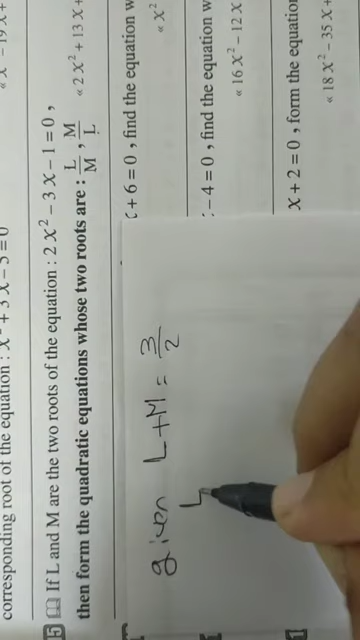 corresponding root of the equation : X² + 3 X − 5 = 0
15 If L and M are the two roots of the equation : 2 X² − 3 X − 1 = 0 ,
then form the quadratic equations whose two roots are : L/M , M/L « 2 X² + 13 X +
X + 6 = 0 , find the equation w
« X²
− 4 = 0 , find the equation w
« 16 X² − 12 X
X + 2 = 0 , form the equation
« 18 X² − 35 X +
given L+M = 3/2
L